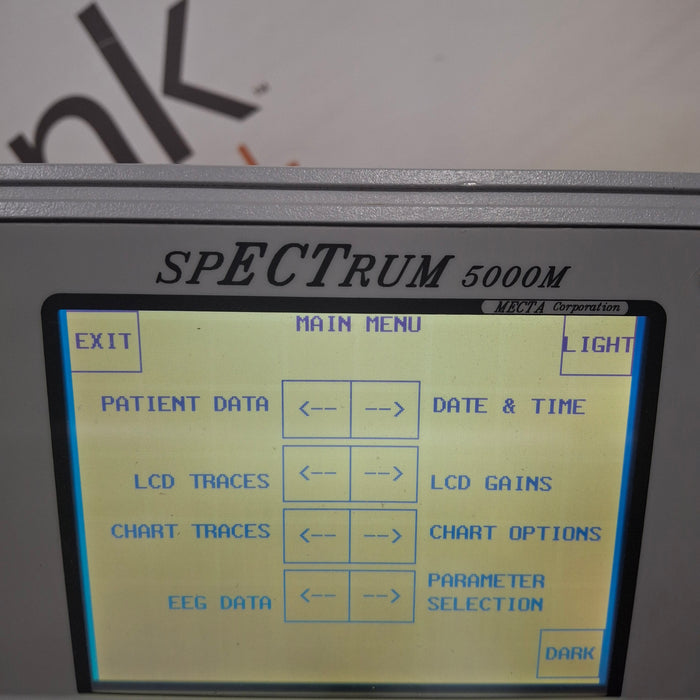 nk
SPECTRUM 5000M
MECTA Corporation
MAIN MENU
EXIT
LIGHT
PATIENT DATA <-- --> DATE & TIME
LCD TRACES <-- --> LCD GAINS
CHART TRACES <-- --> CHART OPTIONS
EEG DATA <-- --> PARAMETER
SELECTION
DARK